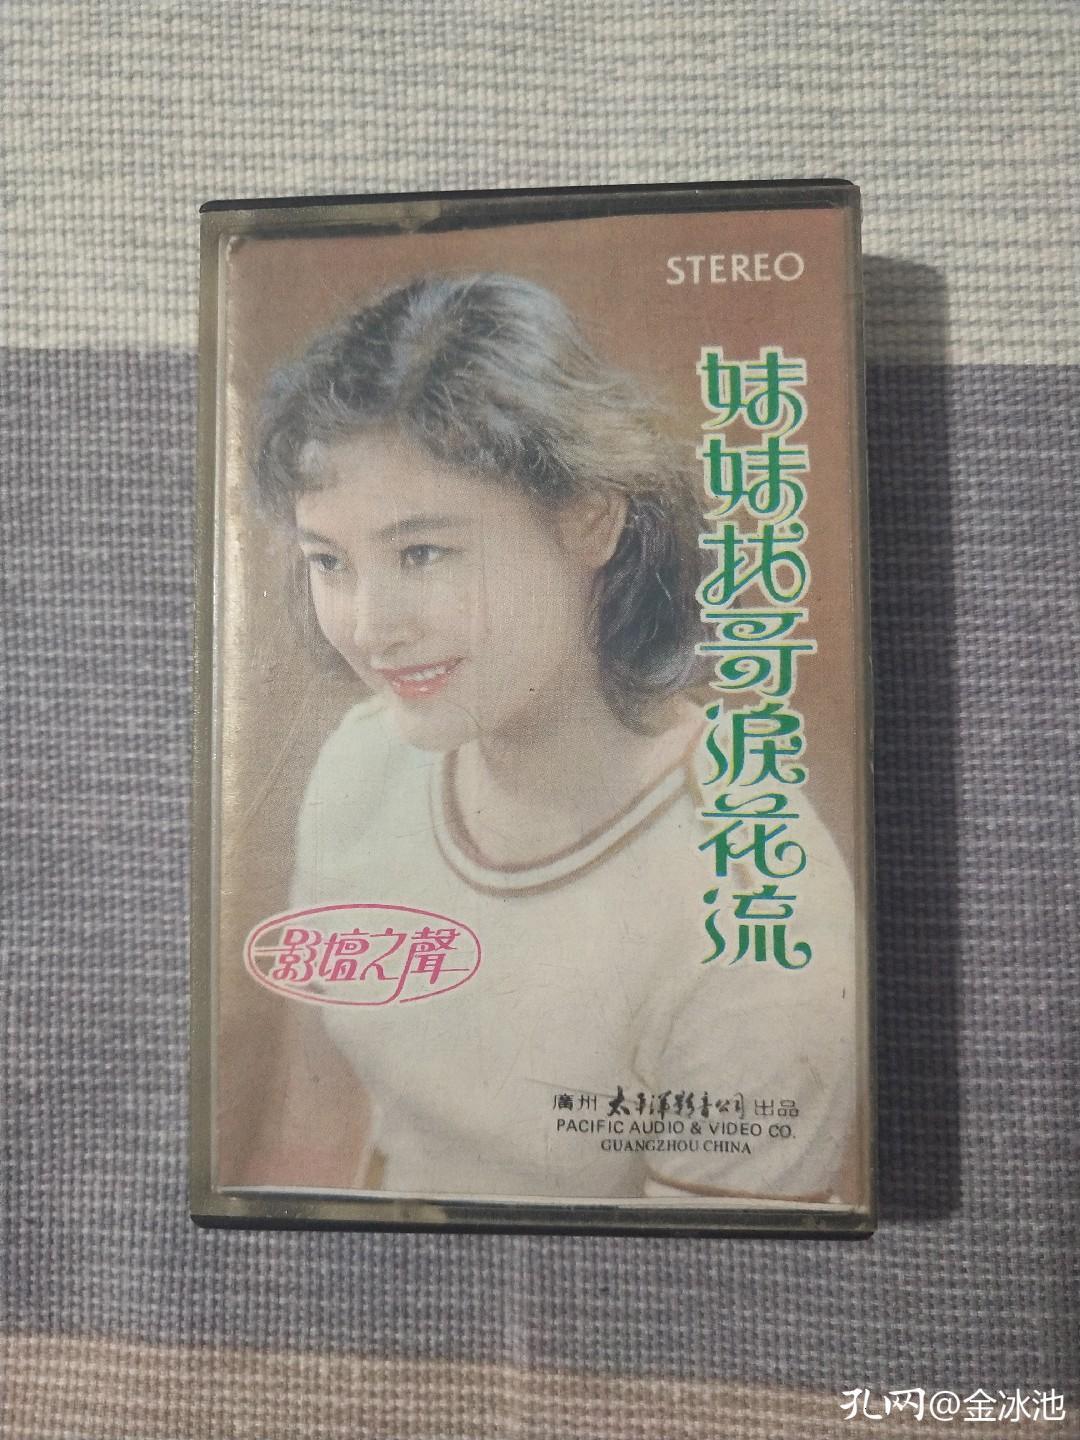 STEREO
妹妹找哥淚花流
影壇之聲
廣州 太平洋影音公司 出品
PACIFIC AUDIO & VIDEO CO.
GUANGZHOU CHINA
孔网@金冰池